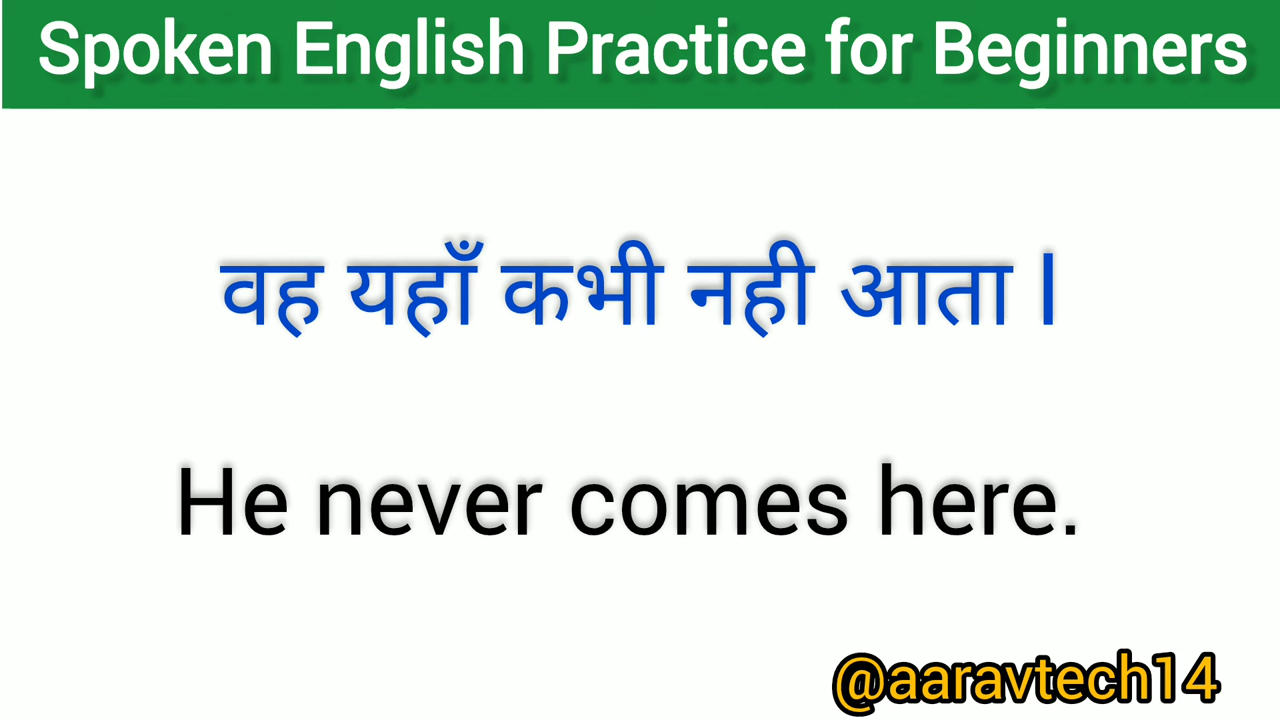 Spoken English Practice for Beginners
वह यहाँ कभी नही आता l
He never comes here.
@aaravtech14